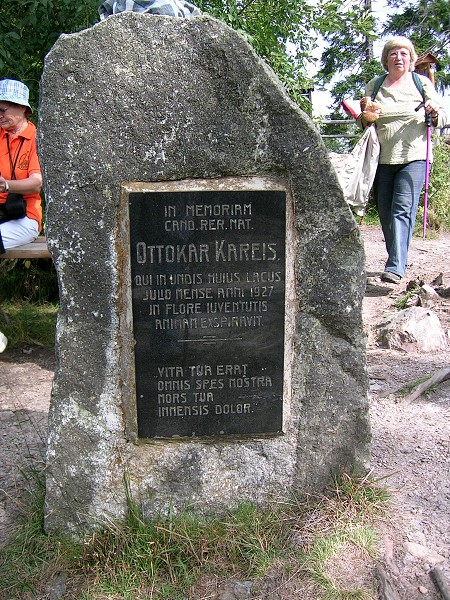 IN MEMORIAM
CAND. RER. NAT.
OTTOKAR KAREIS.
QUI IN UNDIS HUIUS LACUS
JULIO MENSE ANNI 1927
IN FLORE IUVENTUTIS
ANIMAM EXSPIRAVIT.
„VITA TUA ERAT
OMNIS SPES NOSTRA
MORS TUA
IMMENSIS DOLOR.”